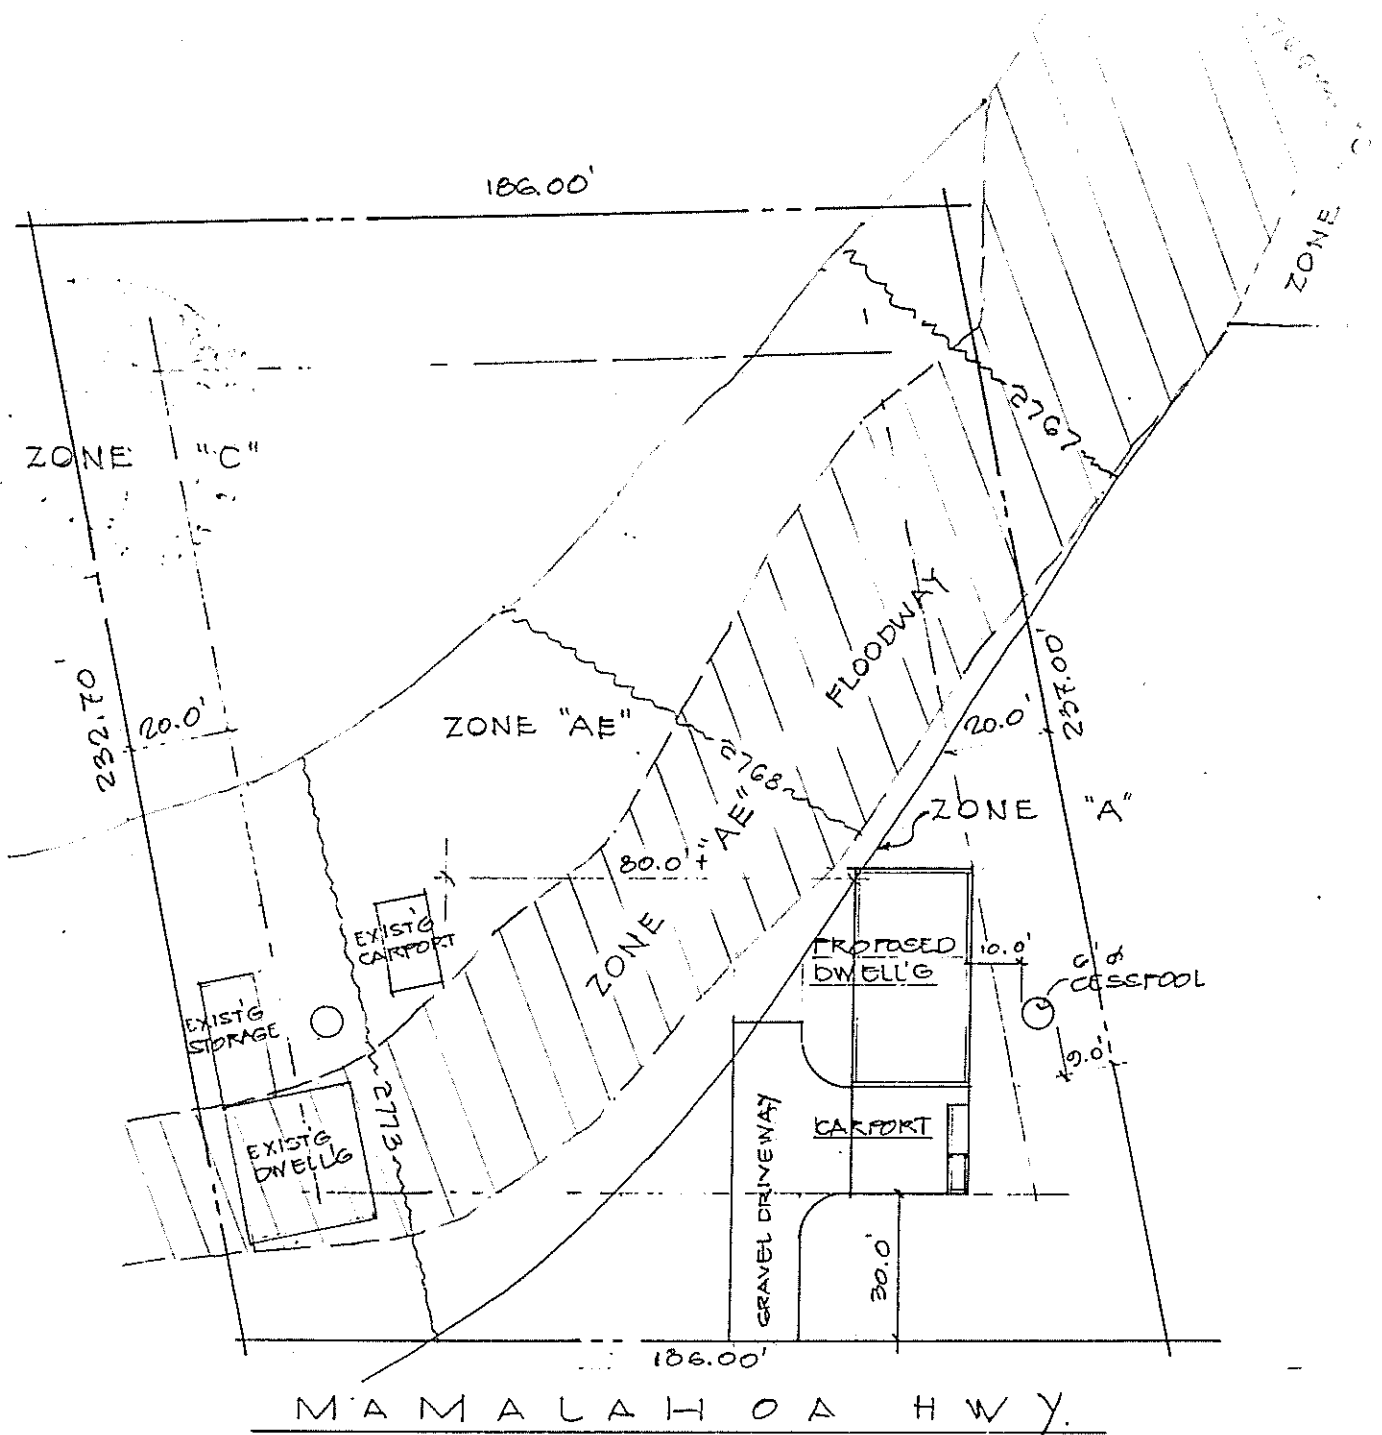 186.00'
ZONE
ZONE "C"
2767
FLOODWAY
232.70'
20.0'
ZONE "AE"
2768
20.0'
237.00'
ZONE "A"
80.0'±
ZONE "AE"
EXIST'G
CARPORT
PROPOSED
DWELL'G
10.0'
6' Ø
CESSPOOL
EXIST'G
STORAGE
9.0'
2773
EXIST'G
DWELL'G
CARPORT
GRAVEL DRIVEWAY
30.0'
186.00'
MAMALAHOA HWY.